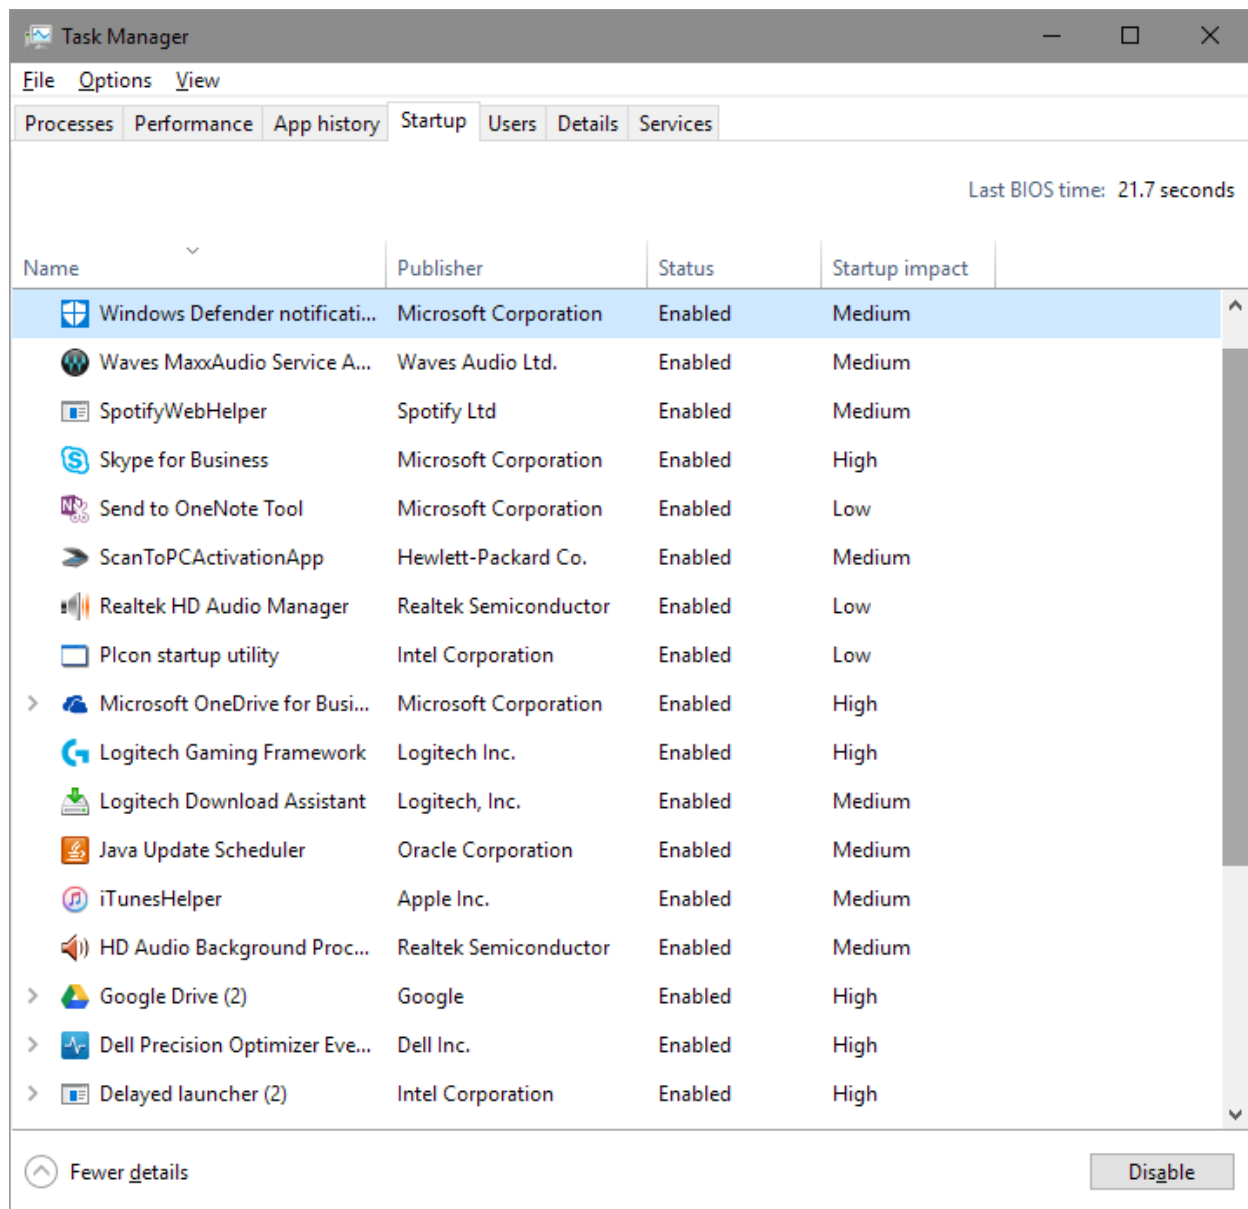 Task Manager
File Options View
Processes Performance App history Startup Users Details Services
Last BIOS time: 21.7 seconds
Name Publisher Status Startup impact
Windows Defender notificati... Microsoft Corporation Enabled Medium
Waves MaxxAudio Service A... Waves Audio Ltd. Enabled Medium
SpotifyWebHelper Spotify Ltd Enabled Medium
Skype for Business Microsoft Corporation Enabled High
Send to OneNote Tool Microsoft Corporation Enabled Low
ScanToPCActivationApp Hewlett-Packard Co. Enabled Medium
Realtek HD Audio Manager Realtek Semiconductor Enabled Low
PIcon startup utility Intel Corporation Enabled Low
Microsoft OneDrive for Busi... Microsoft Corporation Enabled High
Logitech Gaming Framework Logitech Inc. Enabled High
Logitech Download Assistant Logitech, Inc. Enabled Medium
Java Update Scheduler Oracle Corporation Enabled Medium
iTunesHelper Apple Inc. Enabled Medium
HD Audio Background Proc... Realtek Semiconductor Enabled Medium
Google Drive (2) Google Enabled High
Dell Precision Optimizer Eve... Dell Inc. Enabled High
Delayed launcher (2) Intel Corporation Enabled High
Fewer details Disable